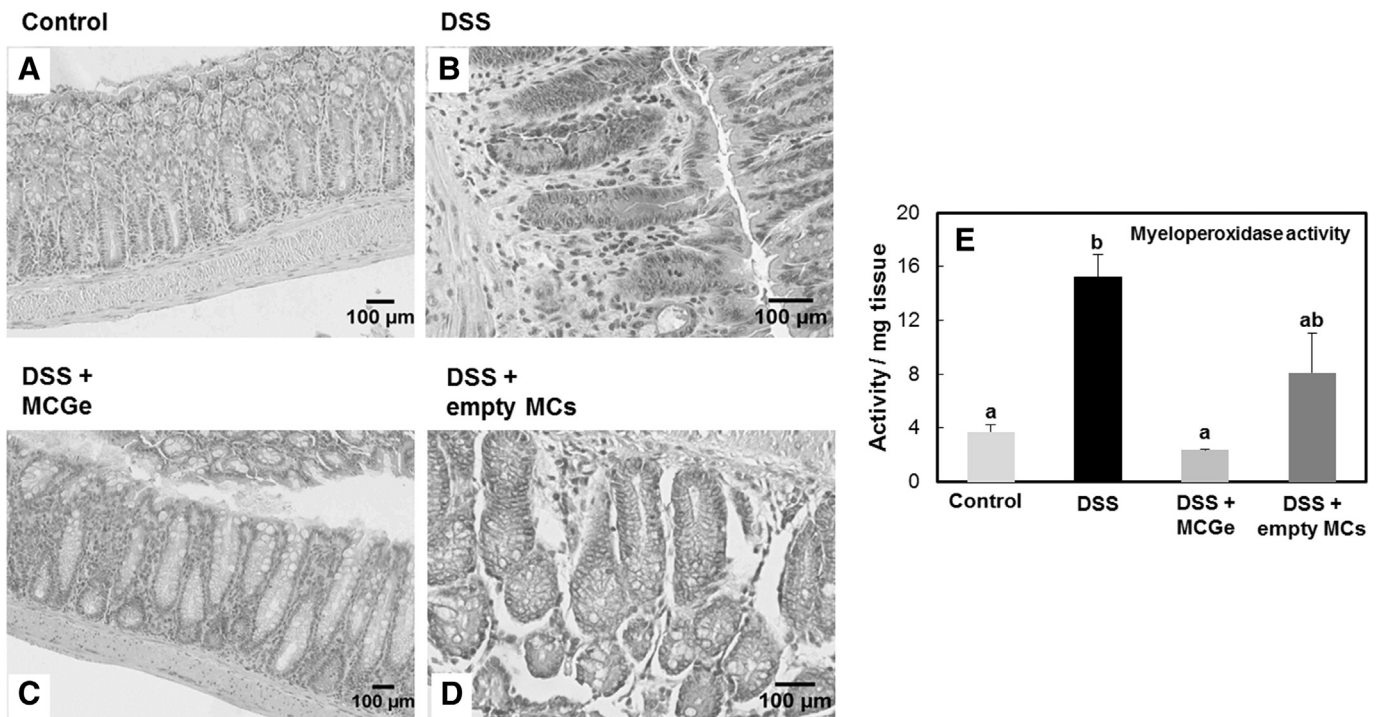 Control
DSS
A
B
100 µm
100 µm
DSS +
MCGe
DSS +
empty MCs
C
100 µm
D
100 µm
E
Myeloperoxidase activity
Activity / mg tissue
20
16
12
8
4
0
a
b
a
ab
Control
DSS
DSS +
MCGe
DSS +
empty MCs